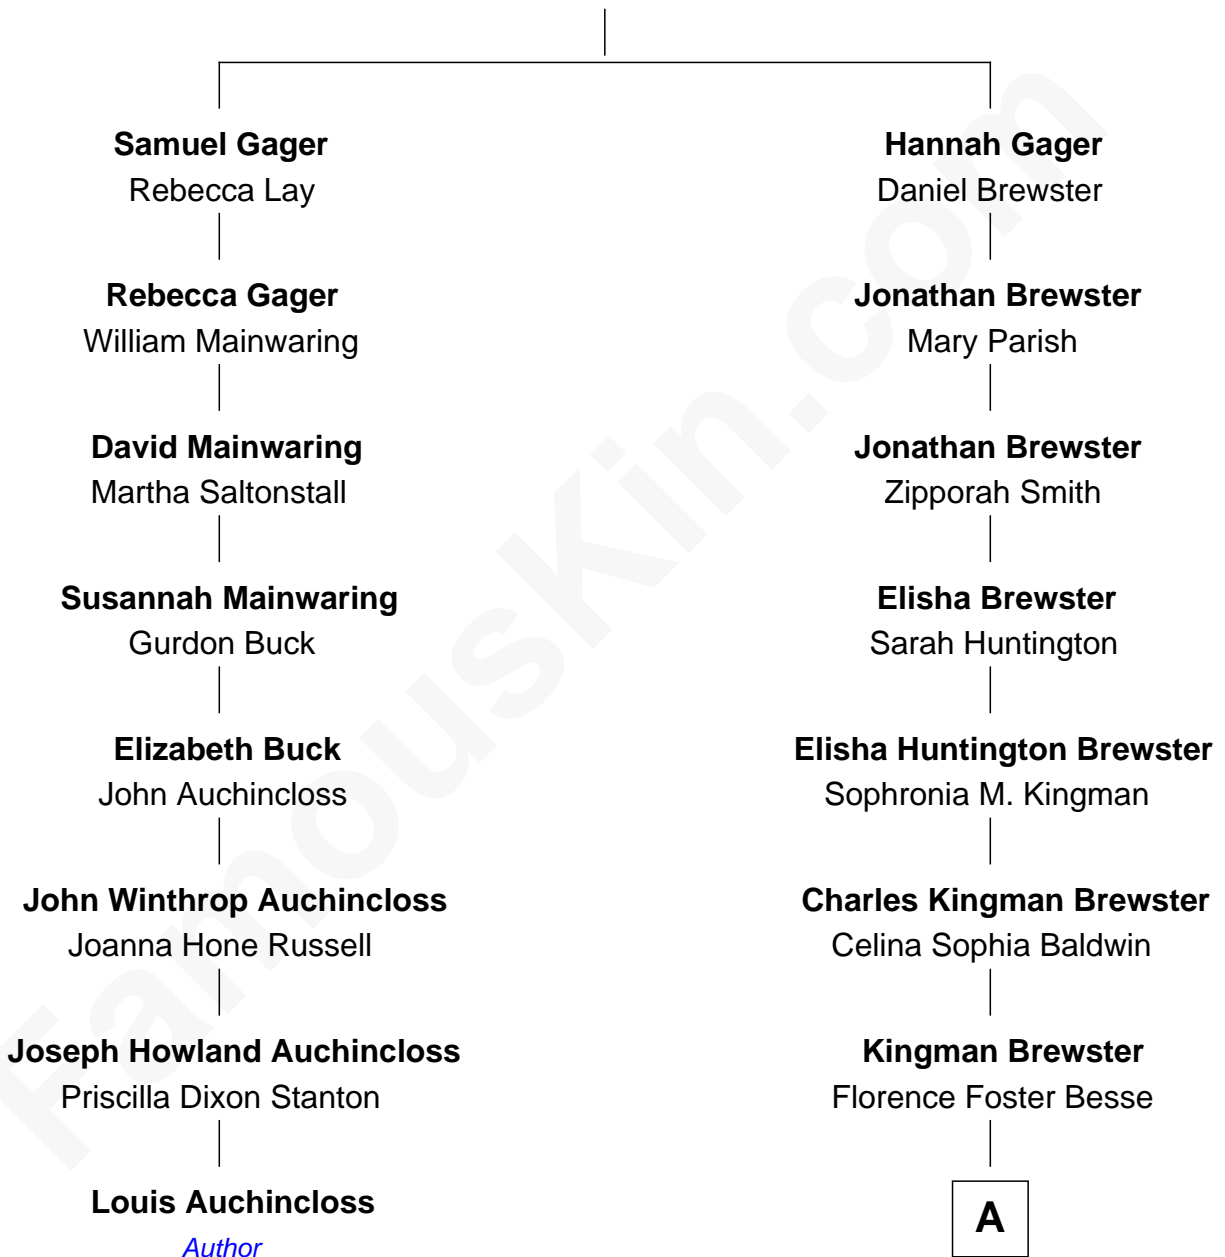 Samuel Gager
Rebecca Lay
Rebecca Gager
William Mainwaring
David Mainwaring
Martha Saltonstall
Susannah Mainwaring
Gurdon Buck
Elizabeth Buck
John Auchincloss
John Winthrop Auchincloss
Joanna Hone Russell
Joseph Howland Auchincloss
Priscilla Dixon Stanton
Louis Auchincloss
Author
Hannah Gager
Daniel Brewster
Jonathan Brewster
Mary Parish
Jonathan Brewster
Zipporah Smith
Elisha Brewster
Sarah Huntington
Elisha Huntington Brewster
Sophronia M. Kingman
Charles Kingman Brewster
Celina Sophia Baldwin
Kingman Brewster
Florence Foster Besse
A
FamousKin.com